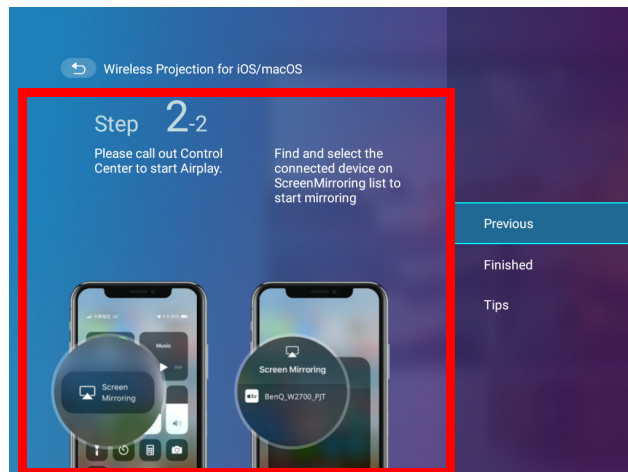 Wireless Projection for iOS/macOS
Step 2-2
Please call out Control
Center to start Airplay.
Find and select the
connected device on
ScreenMirroring list to
start mirroring
Previous
Finished
Tips
Music
Screen
Mirroring
Screen Mirroring
tv
BenQ_W2700_PJT